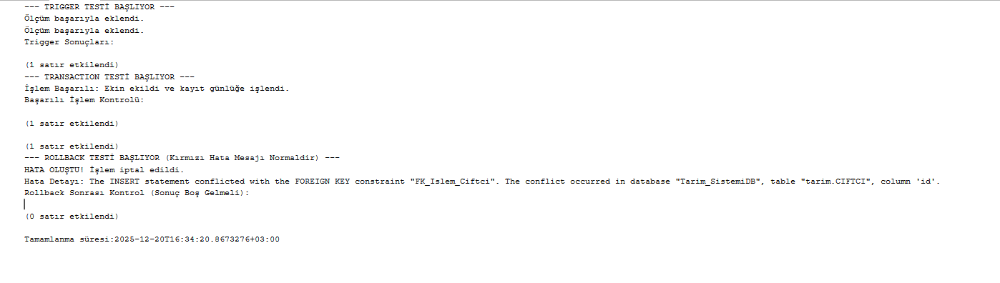 --- TRIGGER TESTİ BAŞLIYOR ---
Ölçüm başarıyla eklendi.
Ölçüm başarıyla eklendi.
Trigger Sonuçları:
(1 satır etkilendi)
--- TRANSACTION TESTİ BAŞLIYOR ---
İşlem Başarılı: Ekin ekildi ve kayıt günlüğe işlendi.
Başarılı İşlem Kontrolü:
(1 satır etkilendi)
(1 satır etkilendi)
--- ROLLBACK TESTİ BAŞLIYOR (Kırmızı Hata Mesajı Normaldir) ---
HATA OLUŞTU! İşlem iptal edildi.
Hata Detayı: The INSERT statement conflicted with the FOREIGN KEY constraint "FK_Islem_Ciftci". The conflict occurred in database "Tarim_SistemiDB", table "tarim.CIFTCI", column 'id'.
Rollback Sonrası Kontrol (Sonuç Boş Gelmeli):
(0 satır etkilendi)
Tamamlanma süresi:2025-12-20T16:34:20.8673276+03:00